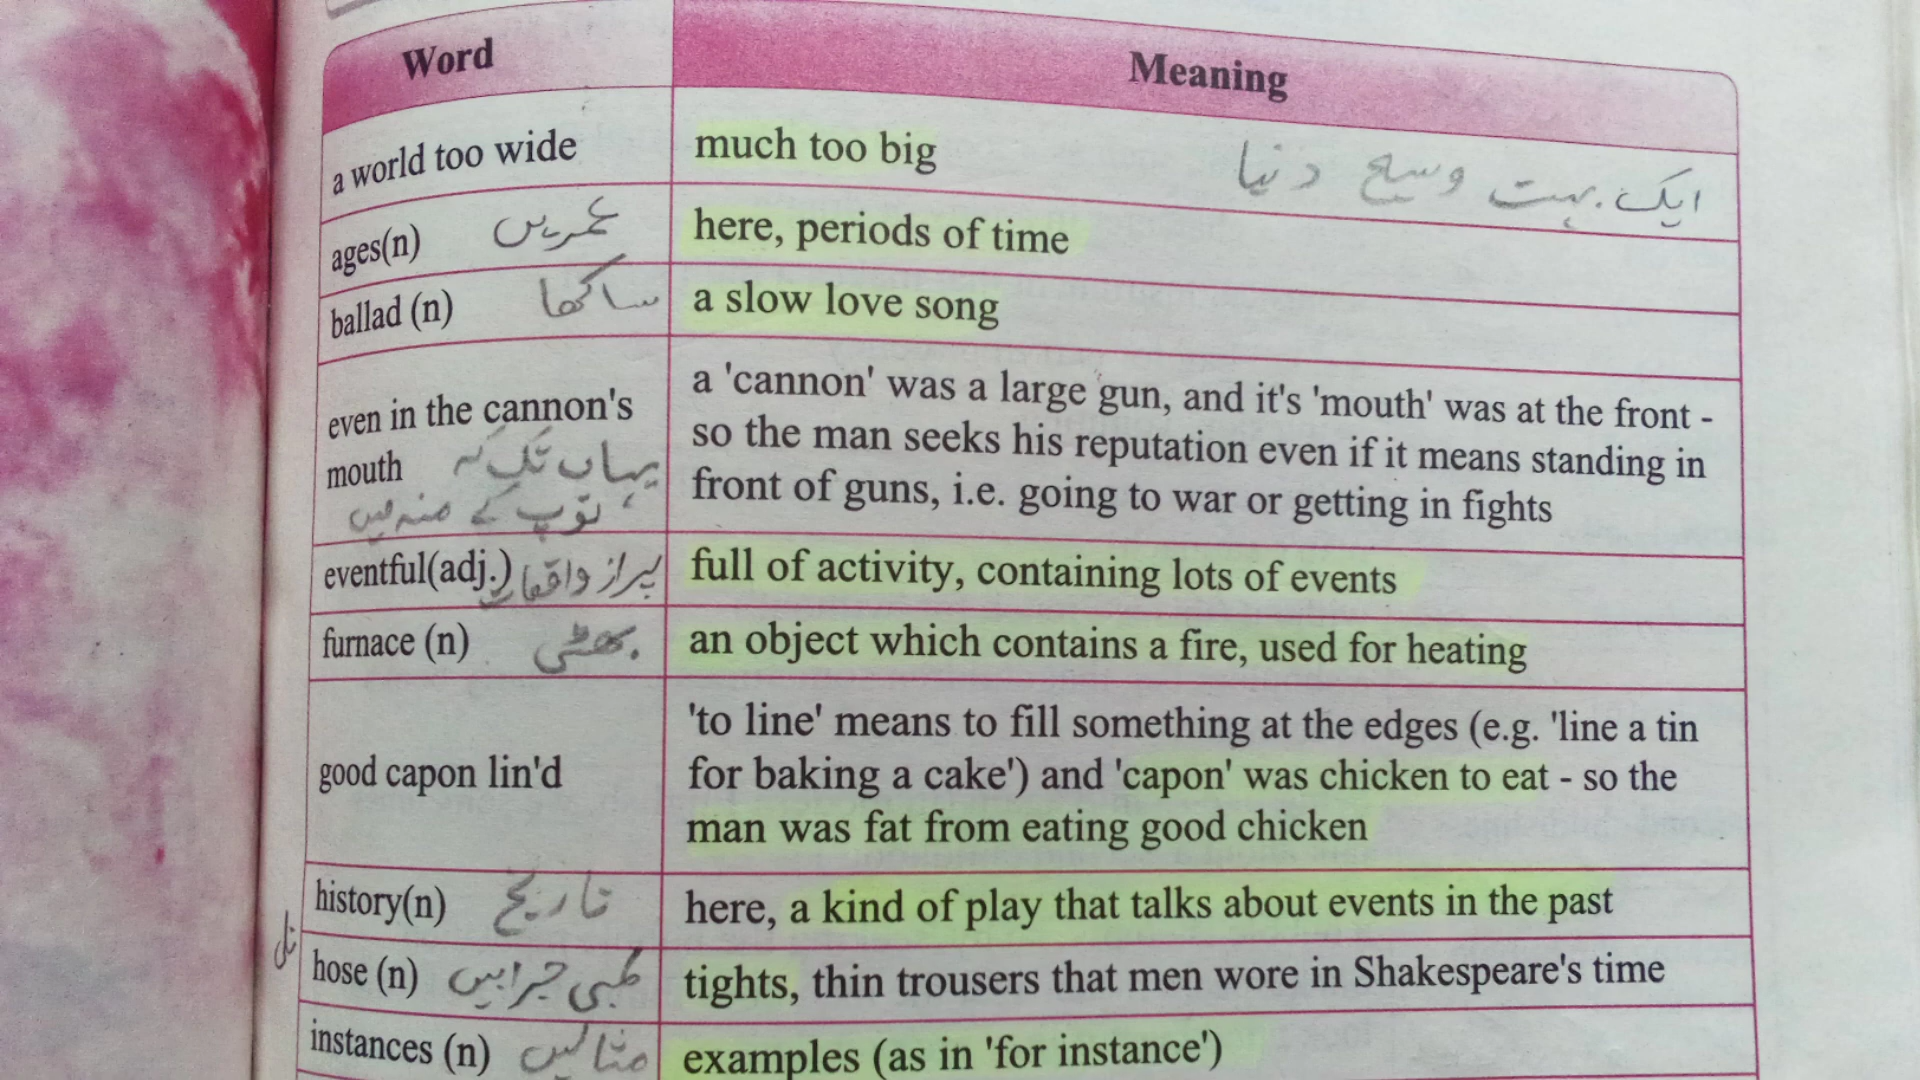 Word Meaning
a world too wide much too big ایک بہت وسیع دنیا
ages(n) عمریں here, periods of time
ballad (n) ساکھا a slow love song
even in the cannon's
mouth یہاں تک کہ
توپ کے منہ میں
a 'cannon' was a large gun, and it's 'mouth' was at the front -
so the man seeks his reputation even if it means standing in
front of guns, i.e. going to war or getting in fights
eventful(adj.) پراز واقعات full of activity, containing lots of events
furnace (n) بھٹی an object which contains a fire, used for heating
good capon lin'd
'to line' means to fill something at the edges (e.g. 'line a tin
for baking a cake') and 'capon' was chicken to eat - so the
man was fat from eating good chicken
history(n) تاریخ here, a kind of play that talks about events in the past
hose (n) جرابیں tights, thin trousers that men wore in Shakespeare's time
instances (n) مثالیں examples (as in 'for instance')